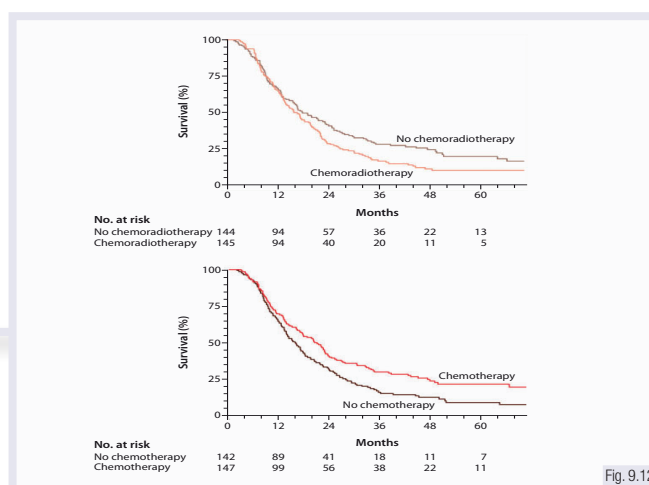 100
75
50
25
0
Survival (%)
No chemoradiotherapy
Chemoradiotherapy
0 12 24 36 48 60
Months
No. at risk
No chemoradiotherapy 144 94 57 36 22 13
Chemoradiotherapy 145 94 40 20 11 5
100
75
50
25
0
Survival (%)
Chemotherapy
No chemotherapy
0 12 24 36 48 60
Months
No. at risk
No chemotherapy 142 89 41 18 11 7
Chemotherapy 147 99 56 38 22 11
Fig. 9.12